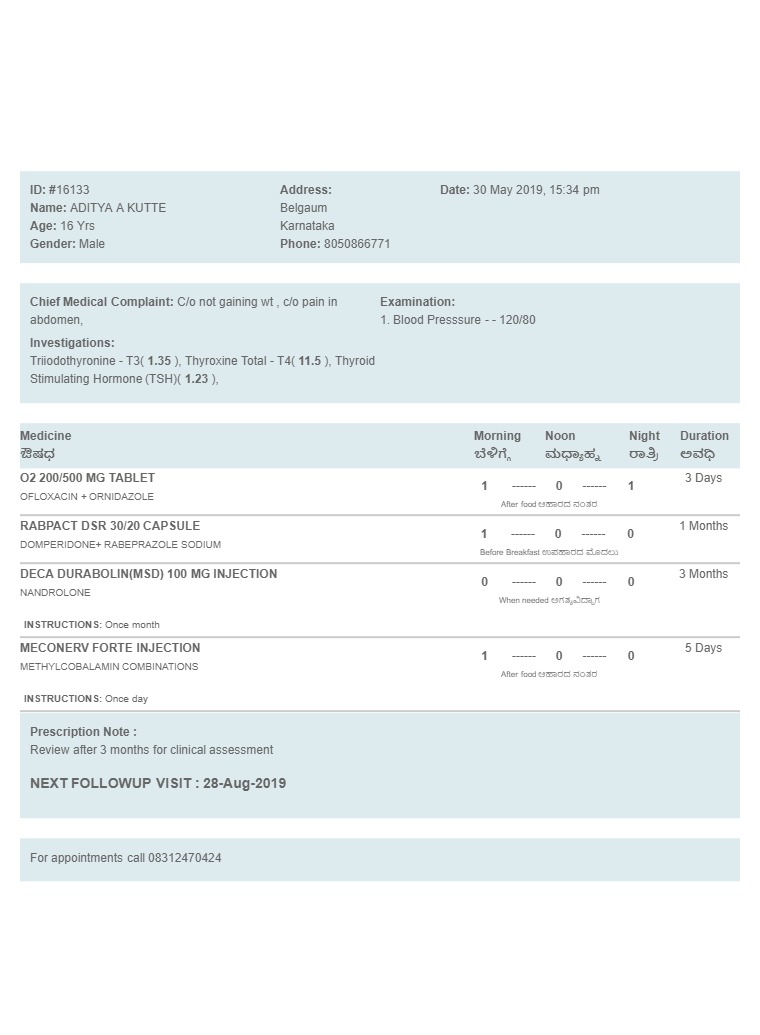 ID: #16133
Name: ADITYA A KUTTE
Age: 16 Yrs
Gender: Male
Address:
Belgaum
Karnataka
Phone: 8050866771
Date: 30 May 2019, 15:34 pm
Chief Medical Complaint: C/o not gaining wt , c/o pain in
abdomen,
Investigations:
Triiodothyronine - T3( 1.35 ), Thyroxine Total - T4( 11.5 ), Thyroid
Stimulating Hormone (TSH)( 1.23 ),
Examination:
1. Blood Presssure - - 120/80
Medicine Morning Noon Night Duration
ಔಷಧ ಬೆಳಿಗ್ಗೆ ಮಧ್ಯಾಹ್ನ ರಾತ್ರಿ ಅವಧಿ
O2 200/500 MG TABLET 3 Days
OFLOXACIN + ORNIDAZOLE
1 ------ 0 ------ 1
After food ಆಹಾರದ ನಂತರ
RABPACT DSR 30/20 CAPSULE 1 Months
DOMPERIDONE+ RABEPRAZOLE SODIUM
1 ------ 0 ------ 0
Before Breakfast ಉಪಹಾರದ ಮೊದಲು
DECA DURABOLIN(MSD) 100 MG INJECTION 3 Months
NANDROLONE
0 ------ 0 ------ 0
When needed ಅಗತ್ಯವಿದ್ದಾಗ
INSTRUCTIONS: Once month
MECONERV FORTE INJECTION 5 Days
METHYLCOBALAMIN COMBINATIONS
1 ------ 0 ------ 0
After food ಆಹಾರದ ನಂತರ
INSTRUCTIONS: Once day
Prescription Note :
Review after 3 months for clinical assessment
NEXT FOLLOWUP VISIT : 28-Aug-2019
For appointments call 08312470424